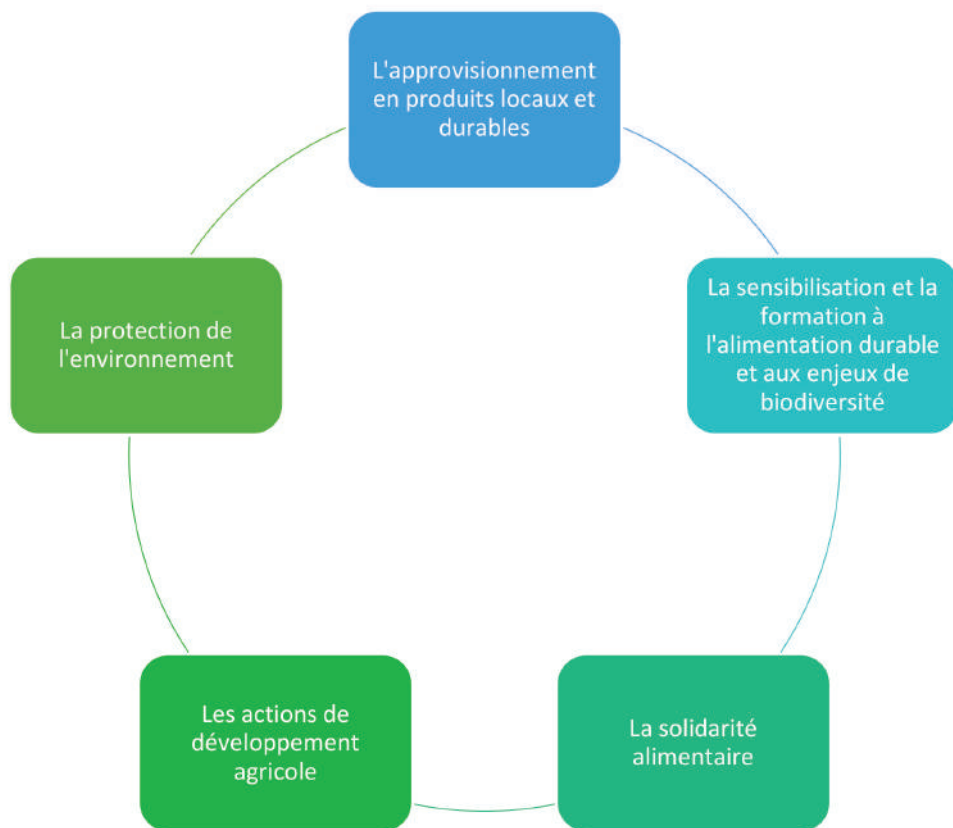 L'approvisionnement
en produits locaux et
durables
La sensibilisation et la
formation à
l'alimentation durable
et aux enjeux de
biodiversité
La solidarité
alimentaire
Les actions de
développement
agricole
La protection de
l'environnement